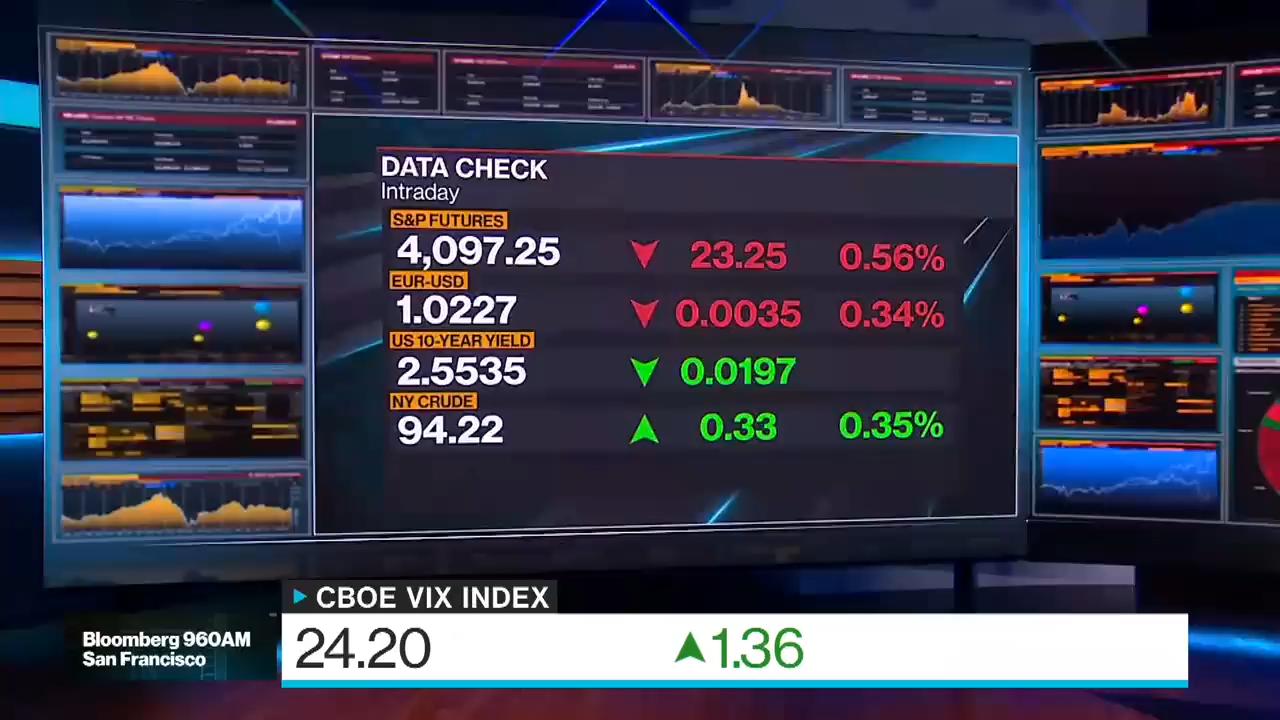 DATA CHECK
Intraday
S&P FUTURES
4,097.25 23.25 0.56%
EUR-USD
1.0227 0.0035 0.34%
US 10-YEAR YIELD
2.5535 0.0197
NY CRUDE
94.22 0.33 0.35%
CBOE VIX INDEX
24.20 1.36
Bloomberg 960AM
San Francisco